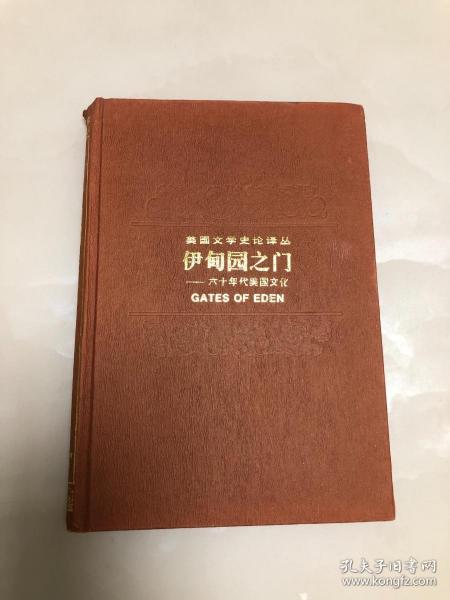 美国文学史论译丛
伊甸园之门
——六十年代美国文化
GATES OF EDEN
孔夫子旧书网
www.kongfz.com